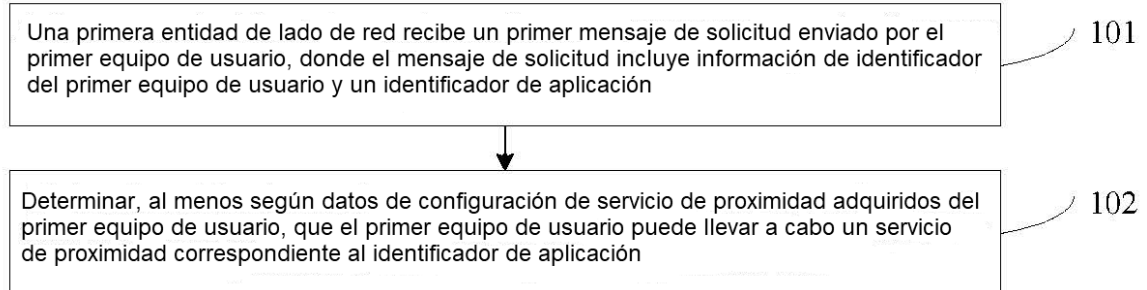 Una primera entidad de lado de red recibe un primer mensaje de solicitud enviado por el
primer equipo de usuario, donde el mensaje de solicitud incluye información de identificador
del primer equipo de usuario y un identificador de aplicación
101
Determinar, al menos según datos de configuración de servicio de proximidad adquiridos del
primer equipo de usuario, que el primer equipo de usuario puede llevar a cabo un servicio
de proximidad correspondiente al identificador de aplicación
102